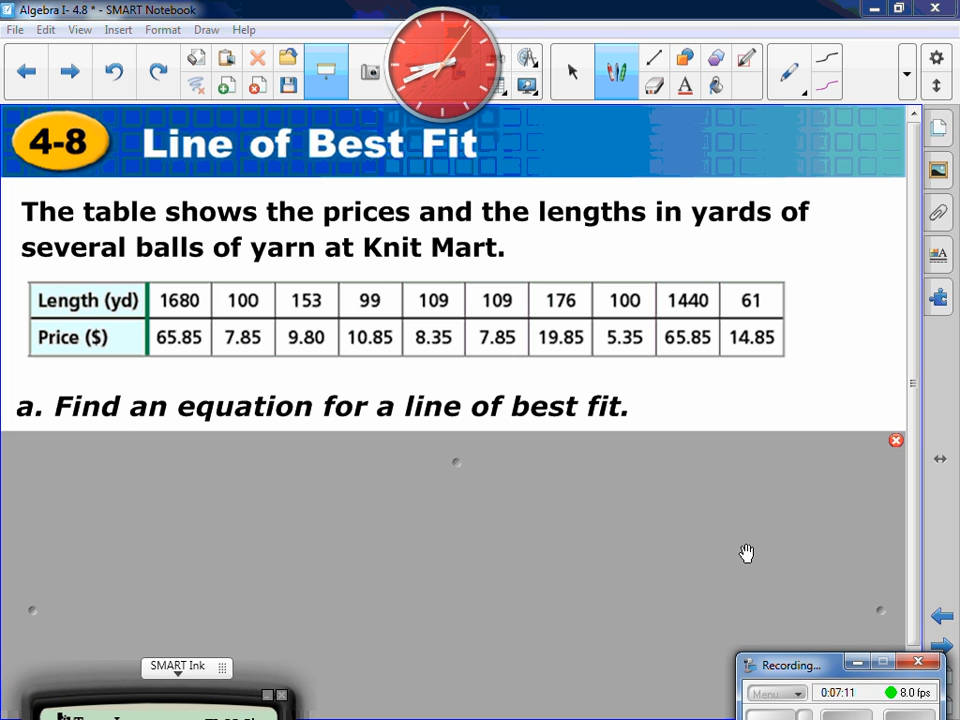 Algebra I- 4.8 * - SMART Notebook
File Edit View Insert Format Draw Help
4-8 Line of Best Fit
The table shows the prices and the lengths in yards of
several balls of yarn at Knit Mart.
Length (yd) 1680 100 153 99 109 109 176 100 1440 61
Price ($) 65.85 7.85 9.80 10.85 8.35 7.85 19.85 5.35 65.85 14.85
a. Find an equation for a line of best fit.
SMART Ink
Recording...
Menu 0:07:11 8.0 fps